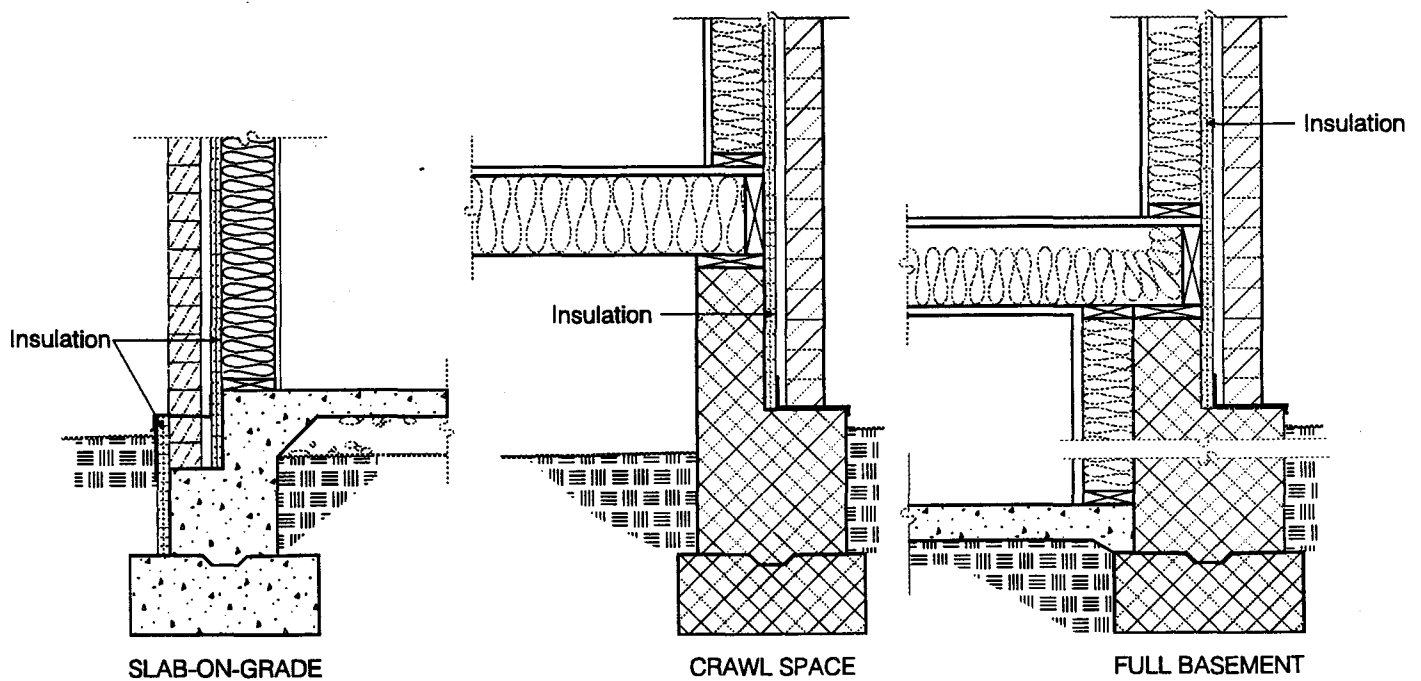 Insulation
Insulation
Insulation
SLAB-ON-GRADE
CRAWL SPACE
FULL BASEMENT